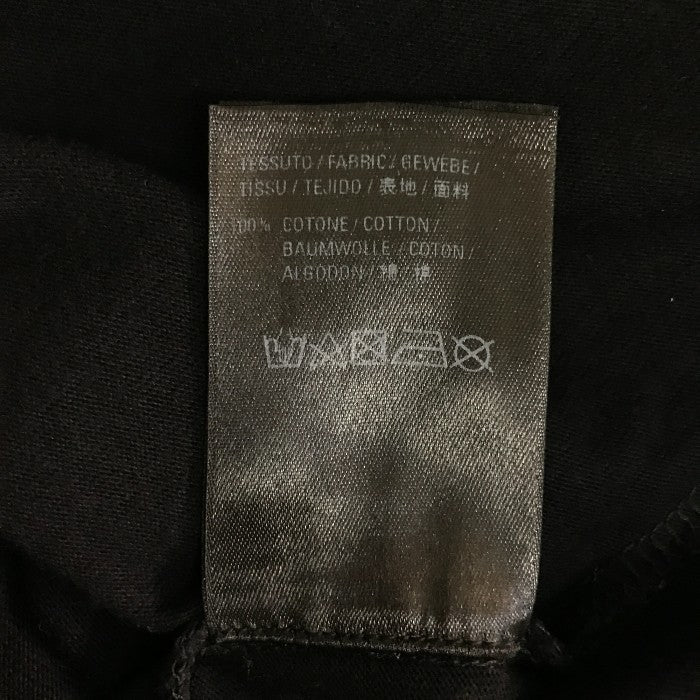 TESSUTO / FABRIC / GEWEBE /
TISSU / TEJIDO / 表地 / 面料
100% COTONE / COTTON /
BAUMWOLLE / COTON /
ALGODON / 綿 / 棉